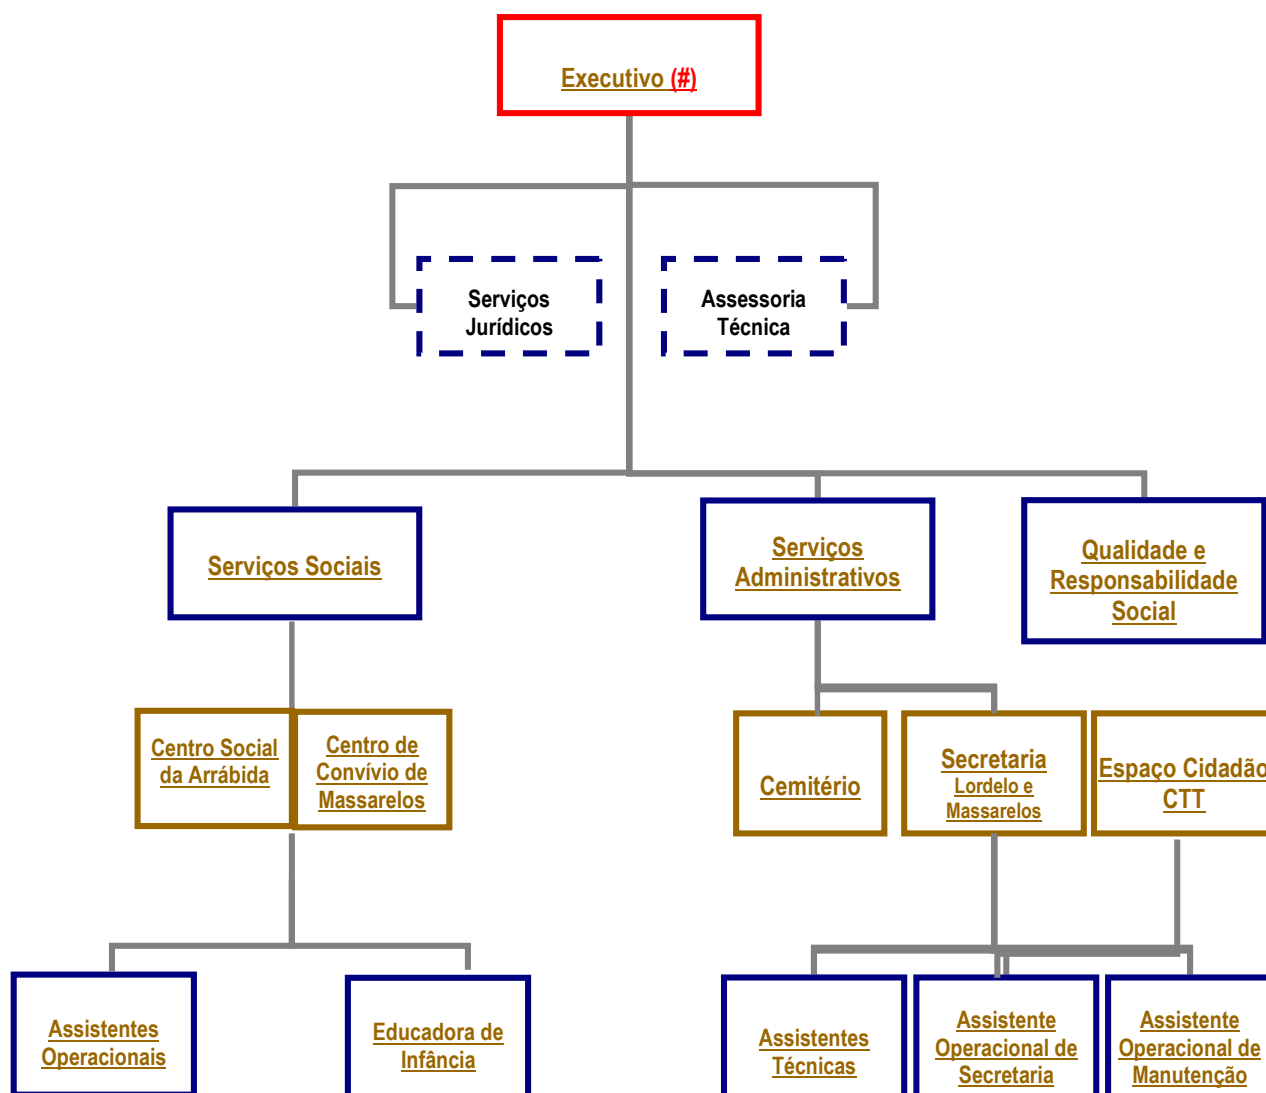 Executivo (#)
Serviços
Jurídicos
Assessoria
Técnica
Serviços Sociais
Serviços
Administrativos
Qualidade e
Responsabilidade
Social
Centro Social
da Arrábida
Centro de
Convívio de
Massarelos
Cemitério
Secretaria
Lordelo e
Massarelos
Espaço Cidadão
CTT
Assistentes
Operacionais
Educadora de
Infância
Assistentes
Técnicas
Assistente
Operacional de
Secretaria
Assistente
Operacional de
Manutenção